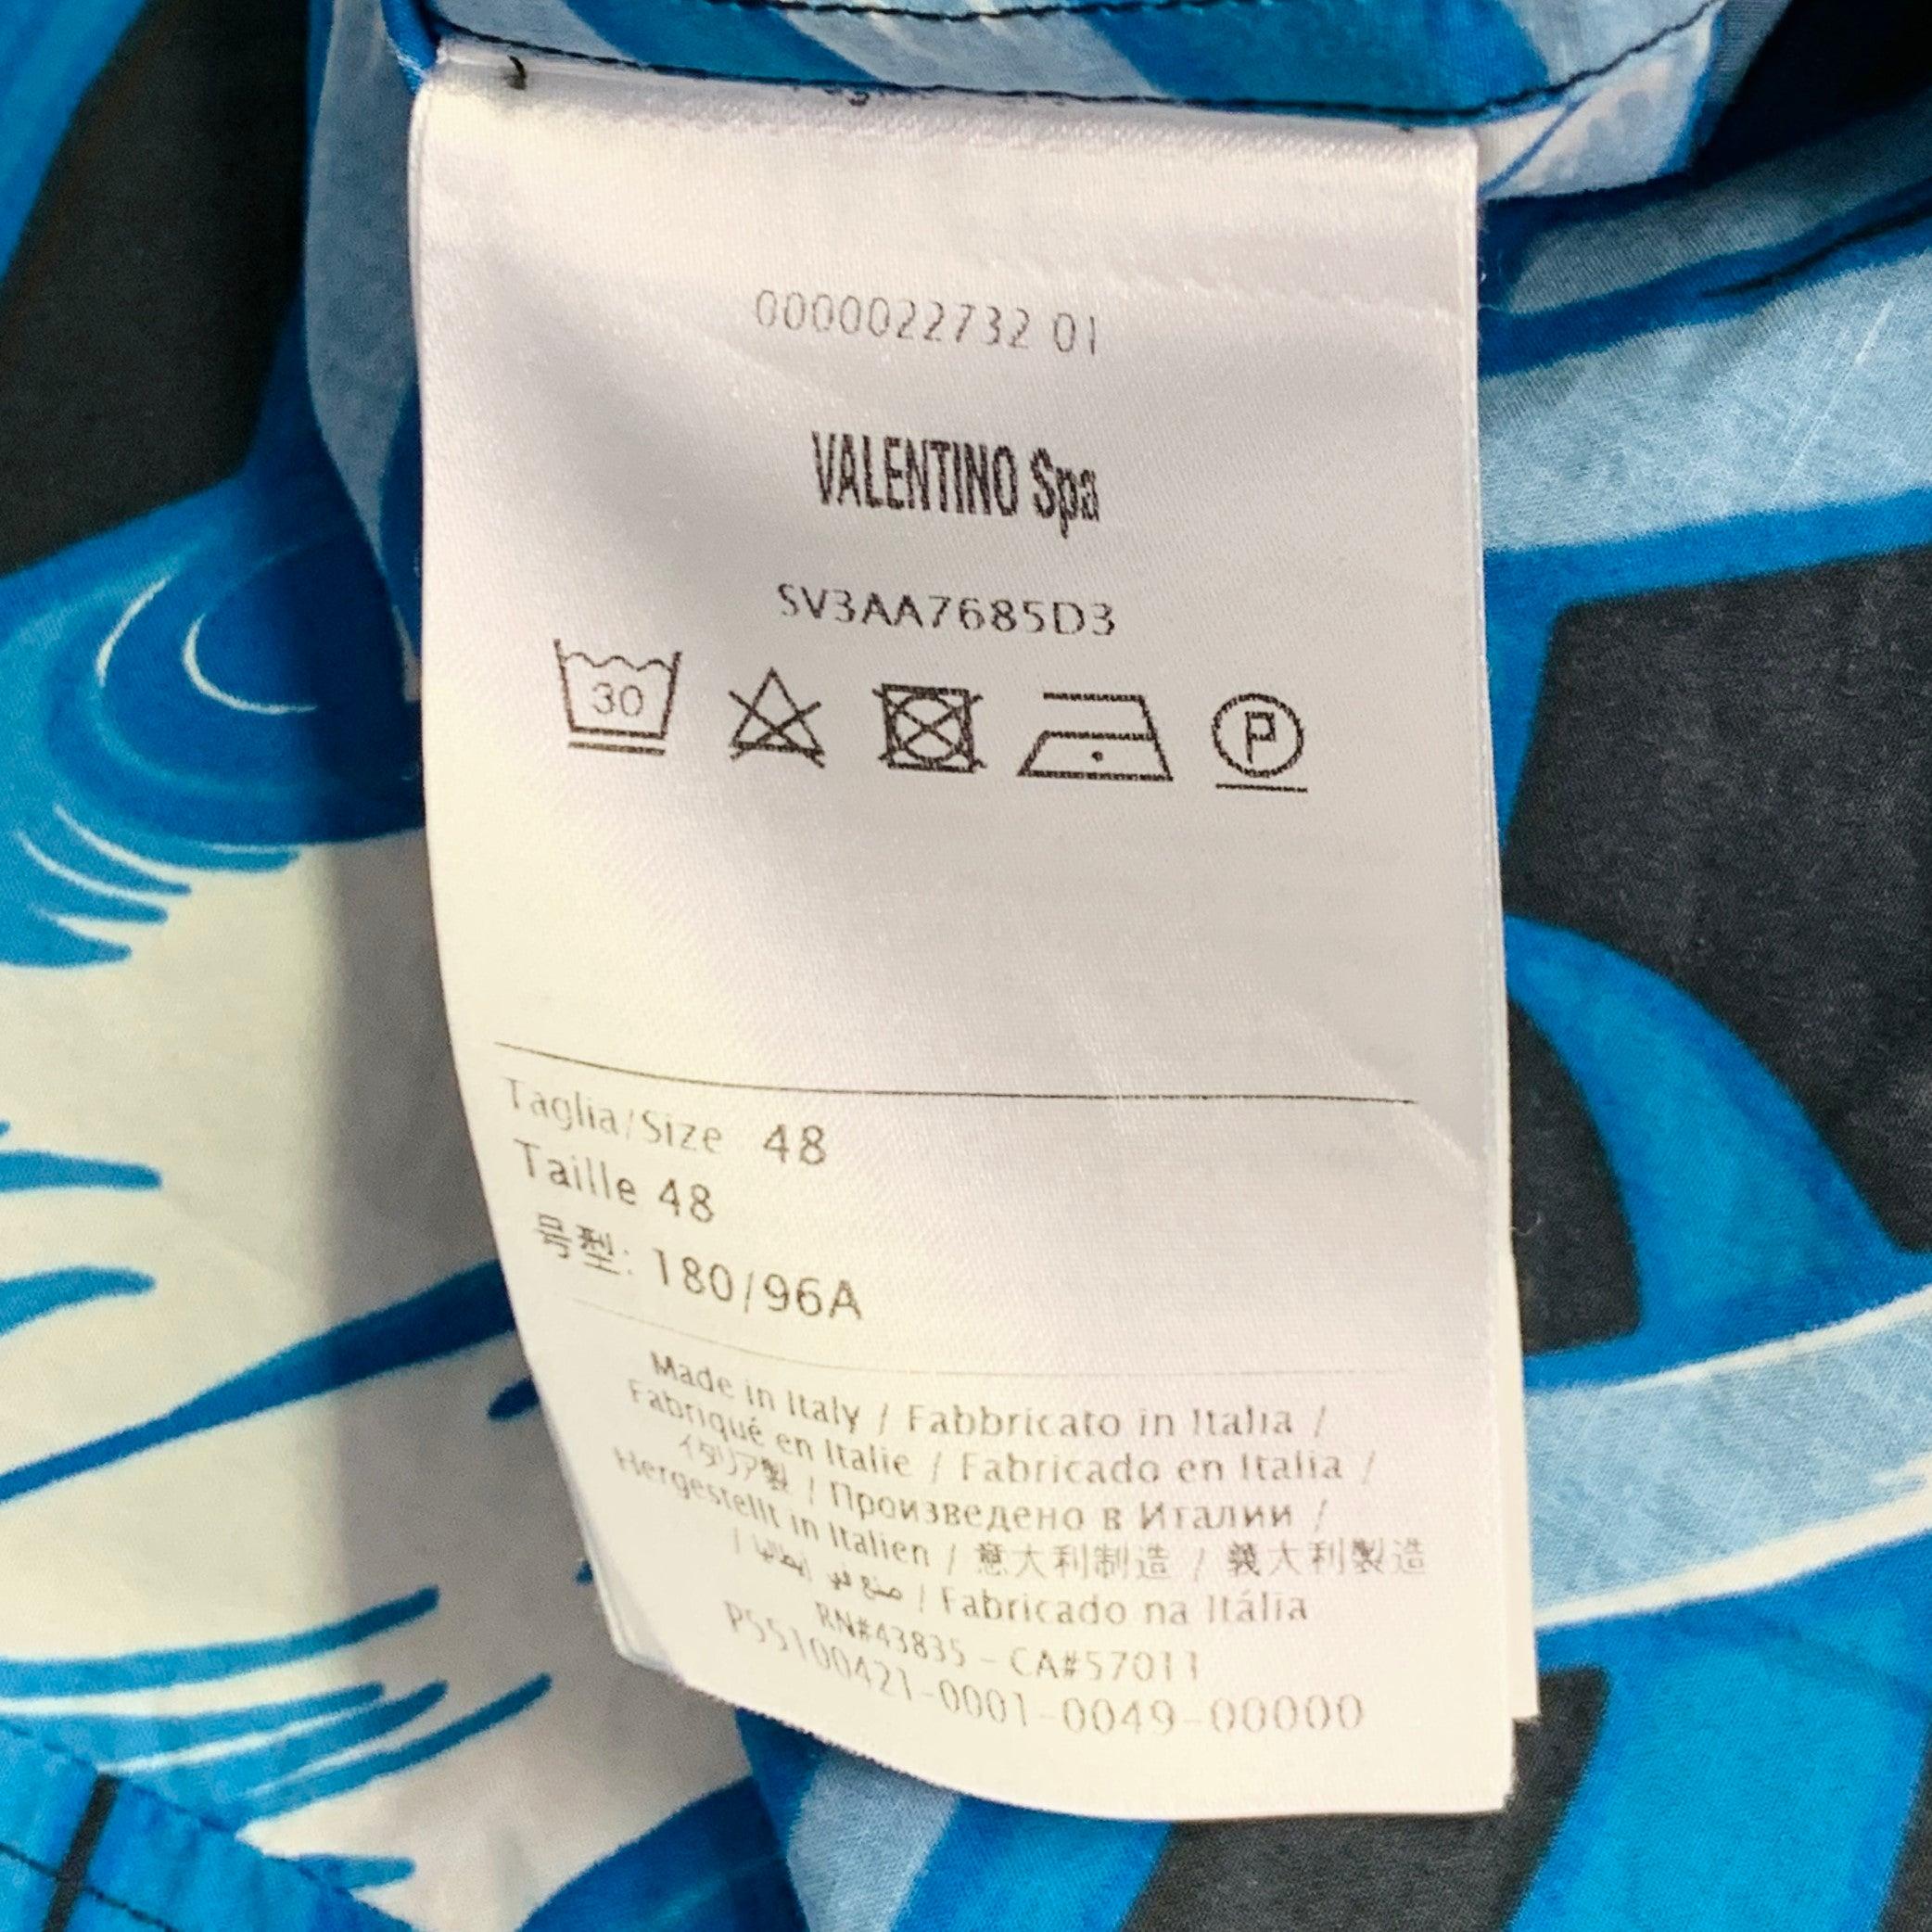 0000022732 01
VALENTINO Spa
SV3AA7685D3
30
P
Taglia/Size 48
Taille 48
号型: 180/96A
Made in Italy / Fabbricato in Italia /
Fabriqué en Italie / Fabricado en Italia /
イタリア製 / Произведено в Италии /
Hergestellt in Italien / 意大利制造 / 義大利製造
/ صنع في إيطاليا / Fabricado na Itália
RN#43835 - CA#57011
P55100421-0001-0049-00000